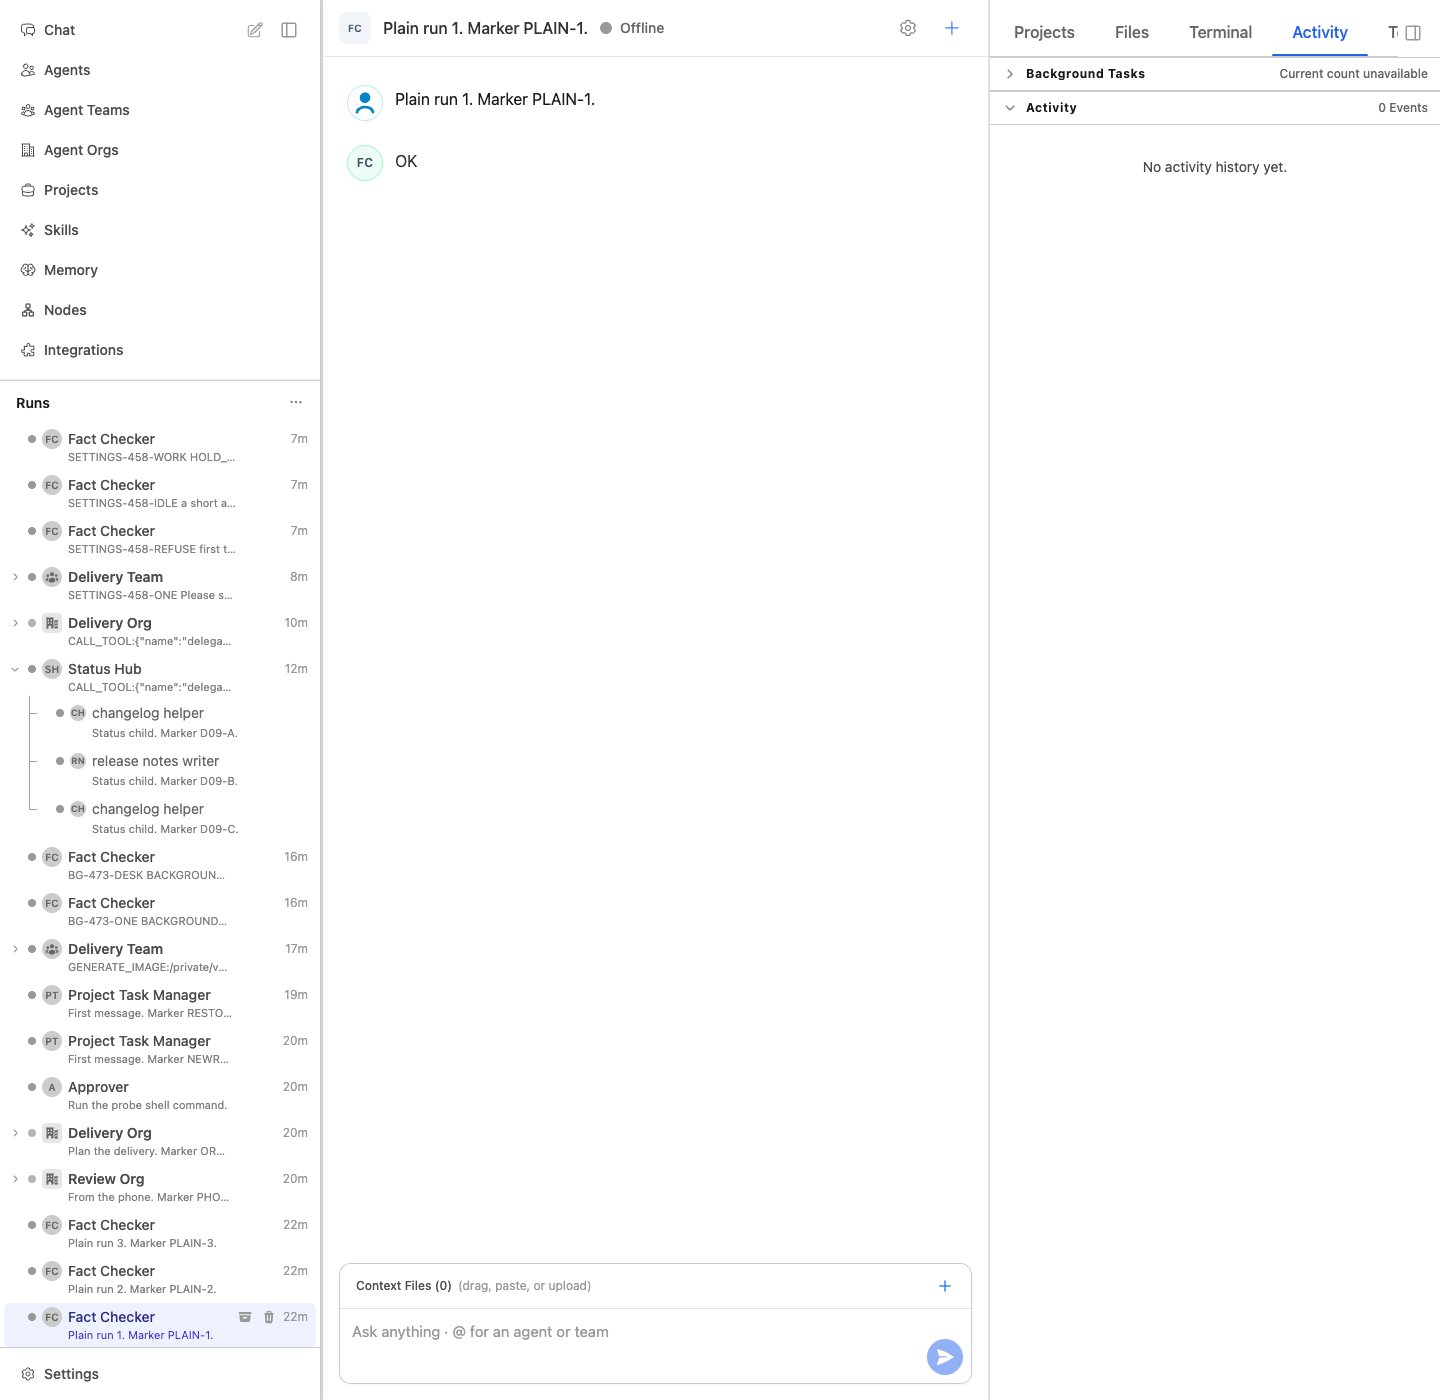 Chat
Agents
Agent Teams
Agent Orgs
Projects
Skills
Memory
Nodes
Integrations
Runs
FC Fact Checker 7m
SETTINGS-458-WORK HOLD_...
FC Fact Checker 7m
SETTINGS-458-IDLE a short a...
FC Fact Checker 7m
SETTINGS-458-REFUSE first t...
Delivery Team 8m
SETTINGS-458-ONE Please s...
Delivery Org 10m
CALL_TOOL:{"name":"delega...
SH Status Hub 12m
CALL_TOOL:{"name":"delega...
CH changelog helper
Status child. Marker D09-A.
RN release notes writer
Status child. Marker D09-B.
CH changelog helper
Status child. Marker D09-C.
FC Fact Checker 16m
BG-473-DESK BACKGROUN...
FC Fact Checker 16m
BG-473-ONE BACKGROUND...
Delivery Team 17m
GENERATE_IMAGE:/private/v...
PT Project Task Manager 19m
First message. Marker RESTO...
PT Project Task Manager 20m
First message. Marker NEWR...
A Approver 20m
Run the probe shell command.
Delivery Org 20m
Plan the delivery. Marker OR...
Review Org 20m
From the phone. Marker PHO...
FC Fact Checker 22m
Plain run 3. Marker PLAIN-3.
FC Fact Checker 22m
Plain run 2. Marker PLAIN-2.
FC Fact Checker 22m
Plain run 1. Marker PLAIN-1.
Settings
FC Plain run 1. Marker PLAIN-1. Offline
Plain run 1. Marker PLAIN-1.
FC OK
Context Files (0) (drag, paste, or upload)
Ask anything · @ for an agent or team
Projects Files Terminal Activity
Background Tasks Current count unavailable
Activity 0 Events
No activity history yet.